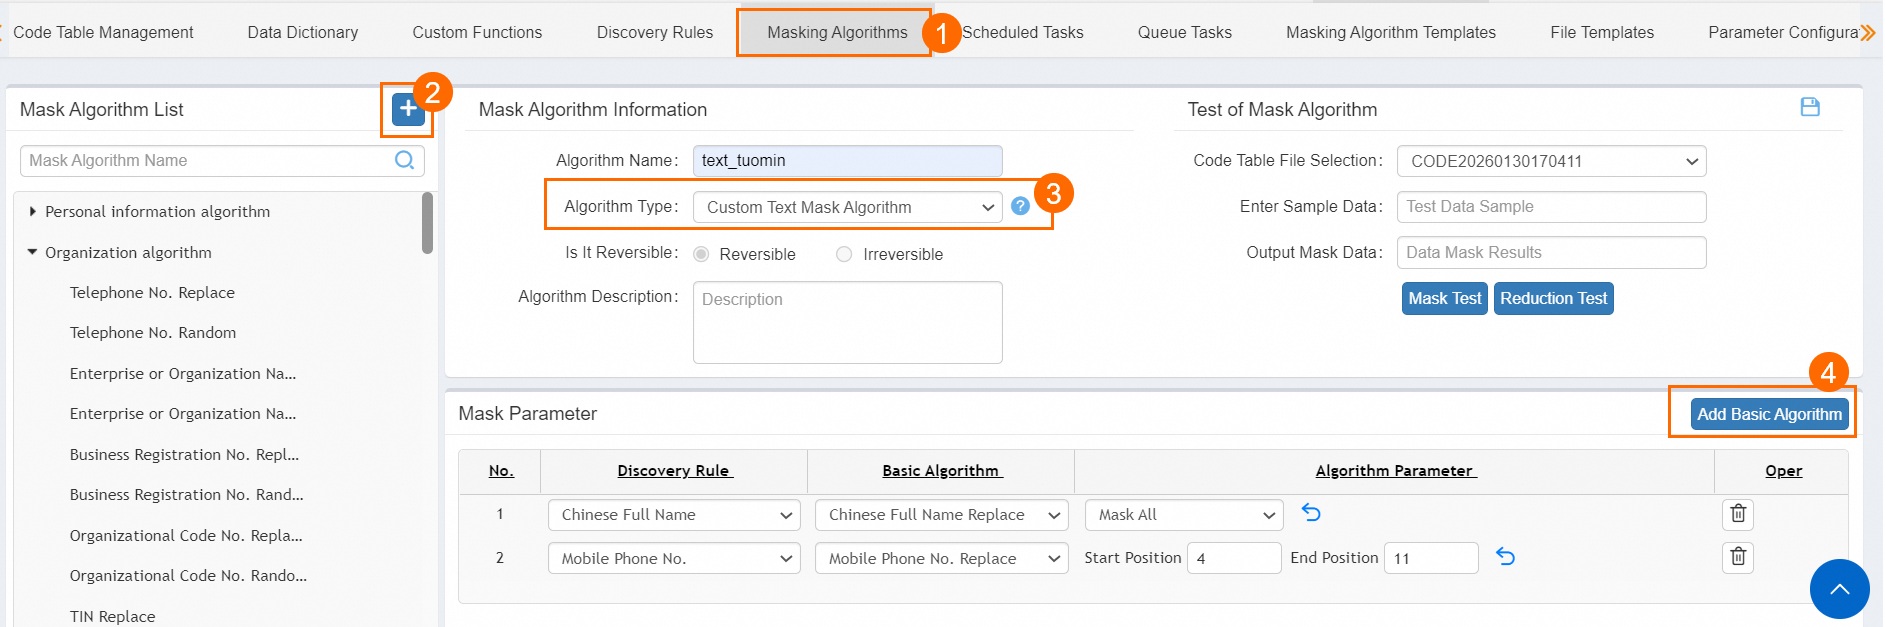 Code Table Management Data Dictionary Custom Functions Discovery Rules Masking Algorithms 1 Scheduled Tasks Queue Tasks Masking Algorithm Templates File Templates Parameter Configura
Mask Algorithm List
+ 2
Mask Algorithm Name
Personal information algorithm
Organization algorithm
Telephone No. Replace
Telephone No. Random
Enterprise or Organization Na...
Enterprise or Organization Na...
Business Registration No. Repl...
Business Registration No. Rand...
Organizational Code No. Repla...
Organizational Code No. Rando...
TIN Replace
Mask Algorithm Information
Algorithm Name: text_tuomin
Algorithm Type: Custom Text Mask Algorithm ? 3
Is It Reversible: Reversible Irreversible
Algorithm Description: Description
Test of Mask Algorithm
Code Table File Selection: CODE20260130170411
Enter Sample Data: Test Data Sample
Output Mask Data: Data Mask Results
Mask Test Reduction Test
4
Mask Parameter Add Basic Algorithm
No. Discovery Rule Basic Algorithm Algorithm Parameter Oper
1 Chinese Full Name Chinese Full Name Replace Mask All
2 Mobile Phone No. Mobile Phone No. Replace Start Position 4 End Position 11